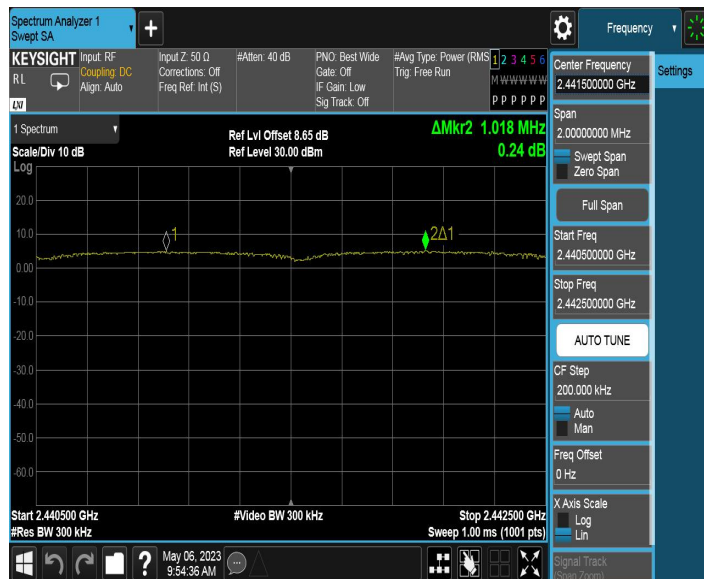 Spectrum Analyzer 1
Swept SA
+
Frequency
KEYSIGHT
RL
LXI
Input: RF
Coupling: DC
Align: Auto
Input Z: 50 Ω
Corrections: Off
Freq Ref: Int (S)
#Atten: 40 dB
PNO: Best Wide
Gate: Off
IF Gain: Low
Sig Track: Off
#Avg Type: Power (RMS
Trig: Free Run
1 2 3 4 5 6
M W W W W W
P P P P P P
1 Spectrum
Scale/Div 10 dB
Log
Ref Lvl Offset 8.65 dB
Ref Level 30.00 dBm
ΔMkr2 1.018 MHz
0.24 dB
20.0
10.0
0.00
-10.0
-20.0
-30.0
-40.0
-50.0
-60.0
1
2Δ1
Start 2.440500 GHz
#Res BW 300 kHz
#Video BW 300 kHz
Stop 2.442500 GHz
Sweep 1.00 ms (1001 pts)
?
May 06, 2023
9:54:36 AM
Center Frequency
2.441500000 GHz
Span
2.00000000 MHz
Swept Span
Zero Span
Full Span
Start Freq
2.440500000 GHz
Stop Freq
2.442500000 GHz
AUTO TUNE
CF Step
200.000 kHz
Auto
Man
Freq Offset
0 Hz
X Axis Scale
Log
Lin
Signal Track
(Span Zoom)
Settings